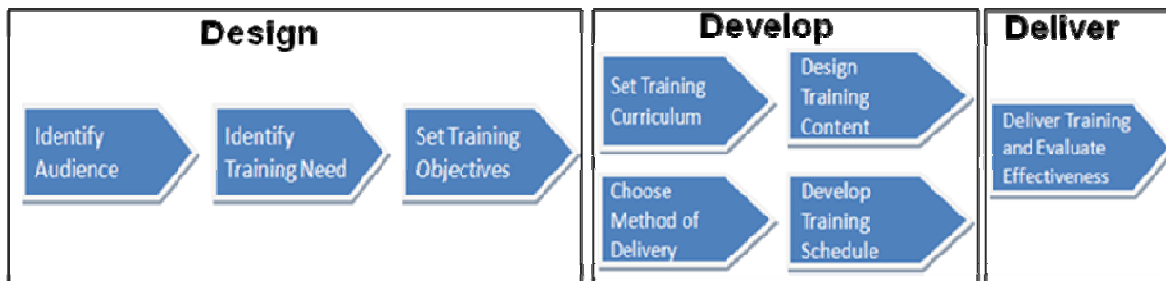 Design
Identify
Audience
Identify
Training Need
Set Training
Objectives
Develop
Set Training
Curriculum
Design
Training
Content
Choose
Method of
Delivery
Develop
Training
Schedule
Deliver
Deliver Training
and Evaluate
Effectiveness